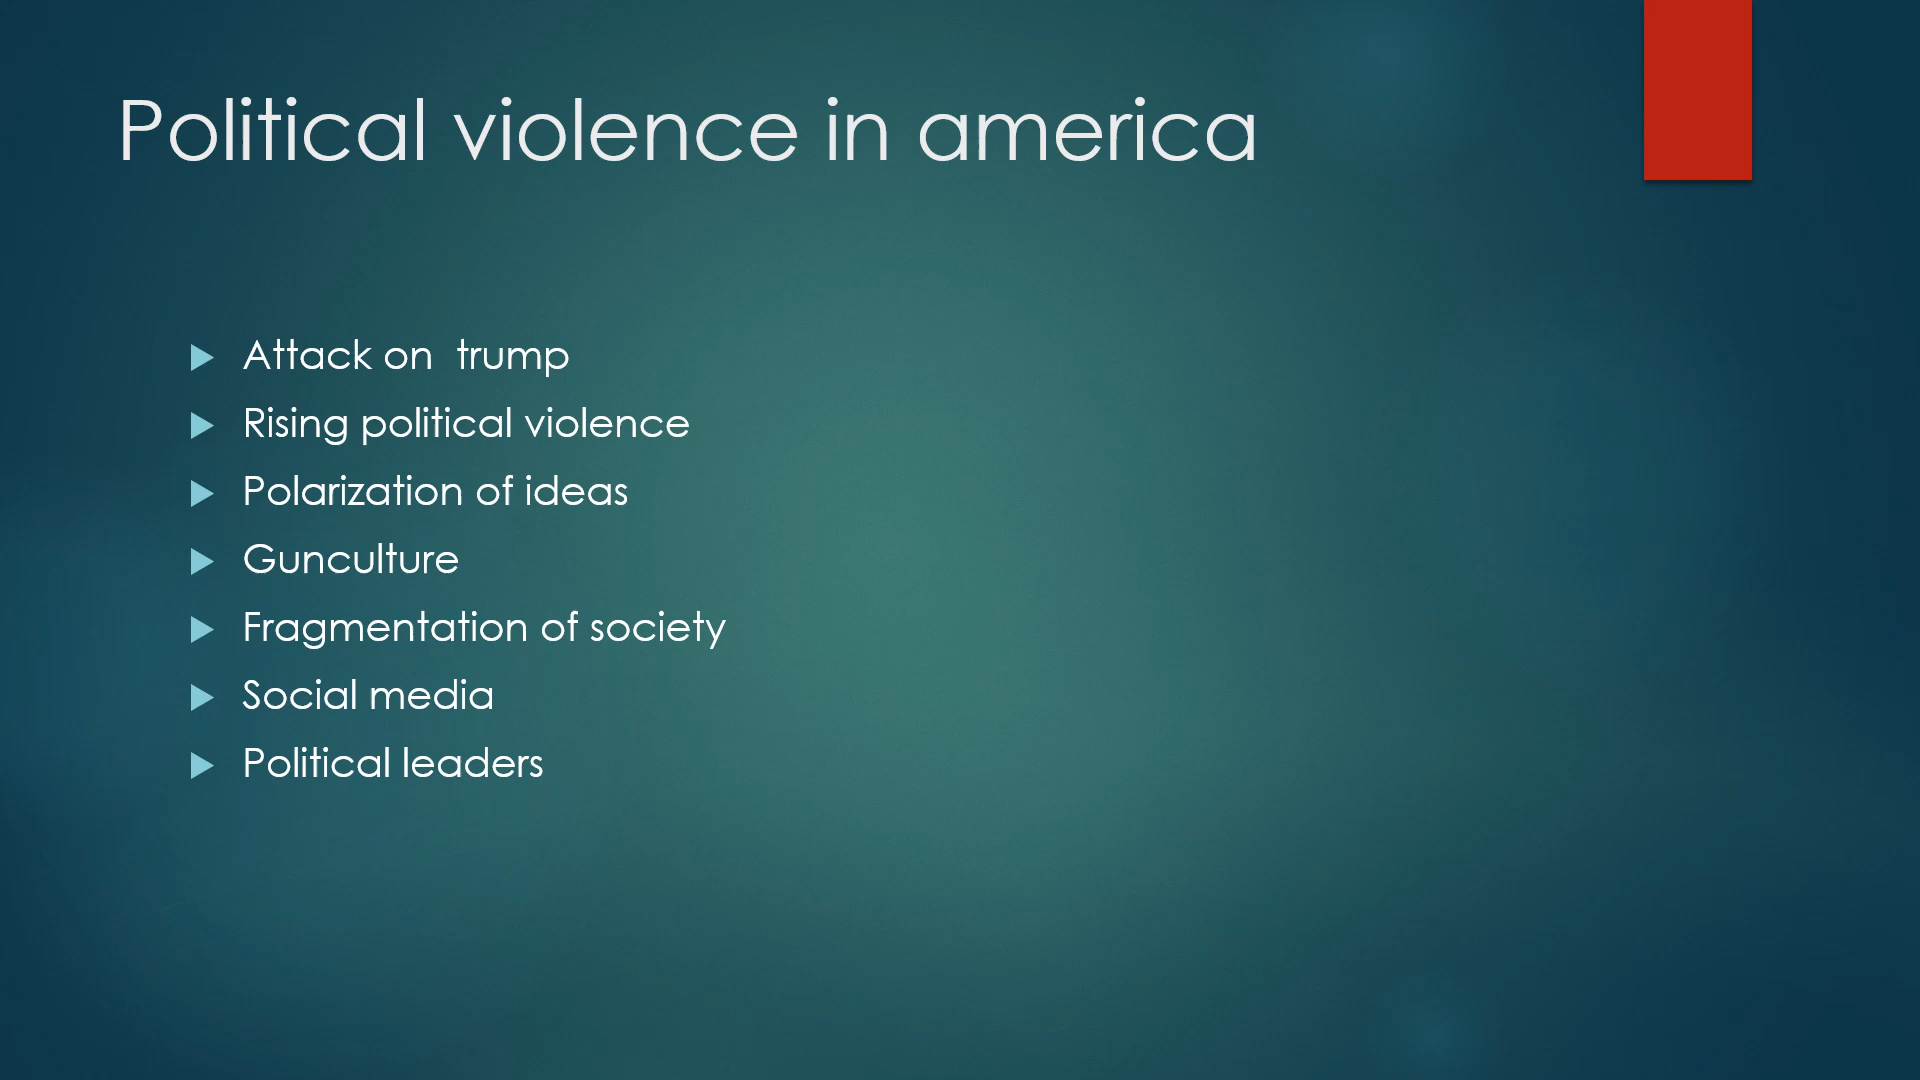 Political violence in america
Attack on  trump
Rising political violence
Polarization of ideas
Gunculture
Fragmentation of society
Social media
Political leaders